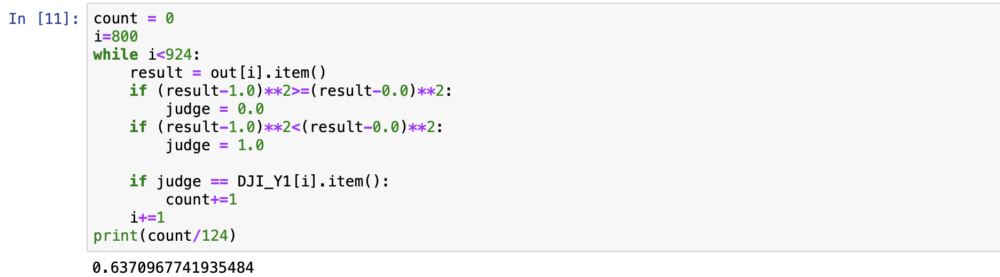 In [11]: count = 0
i=800
while i<924:
    result = out[i].item()
    if (result-1.0)**2>=(result-0.0)**2:
        judge = 0.0
    if (result-1.0)**2<(result-0.0)**2:
        judge = 1.0

    if judge == DJI_Y1[i].item():
        count+=1
    i+=1
print(count/124)
0.6370967741935484